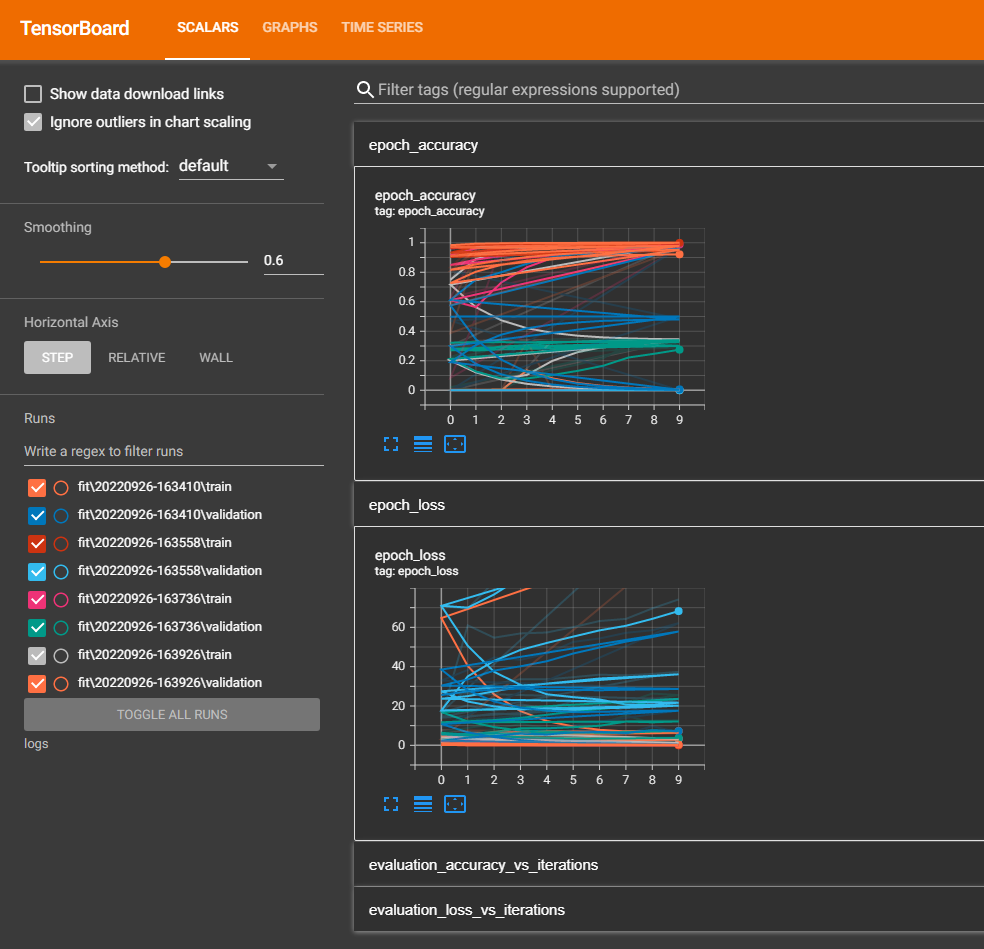 TensorBoard SCALARS GRAPHS TIME SERIES
Show data download links
Ignore outliers in chart scaling
Tooltip sorting method: default
Smoothing
0.6
Horizontal Axis
STEP RELATIVE WALL
Runs
Write a regex to filter runs
fit\20220926-163410\train
fit\20220926-163410\validation
fit\20220926-163558\train
fit\20220926-163558\validation
fit\20220926-163736\train
fit\20220926-163736\validation
fit\20220926-163926\train
fit\20220926-163926\validation
TOGGLE ALL RUNS
logs
Filter tags (regular expressions supported)
epoch_accuracy
epoch_accuracy
tag: epoch_accuracy
1
0.8
0.6
0.4
0.2
0
0 1 2 3 4 5 6 7 8 9
epoch_loss
epoch_loss
tag: epoch_loss
60
40
20
0
0 1 2 3 4 5 6 7 8 9
evaluation_accuracy_vs_iterations
evaluation_loss_vs_iterations